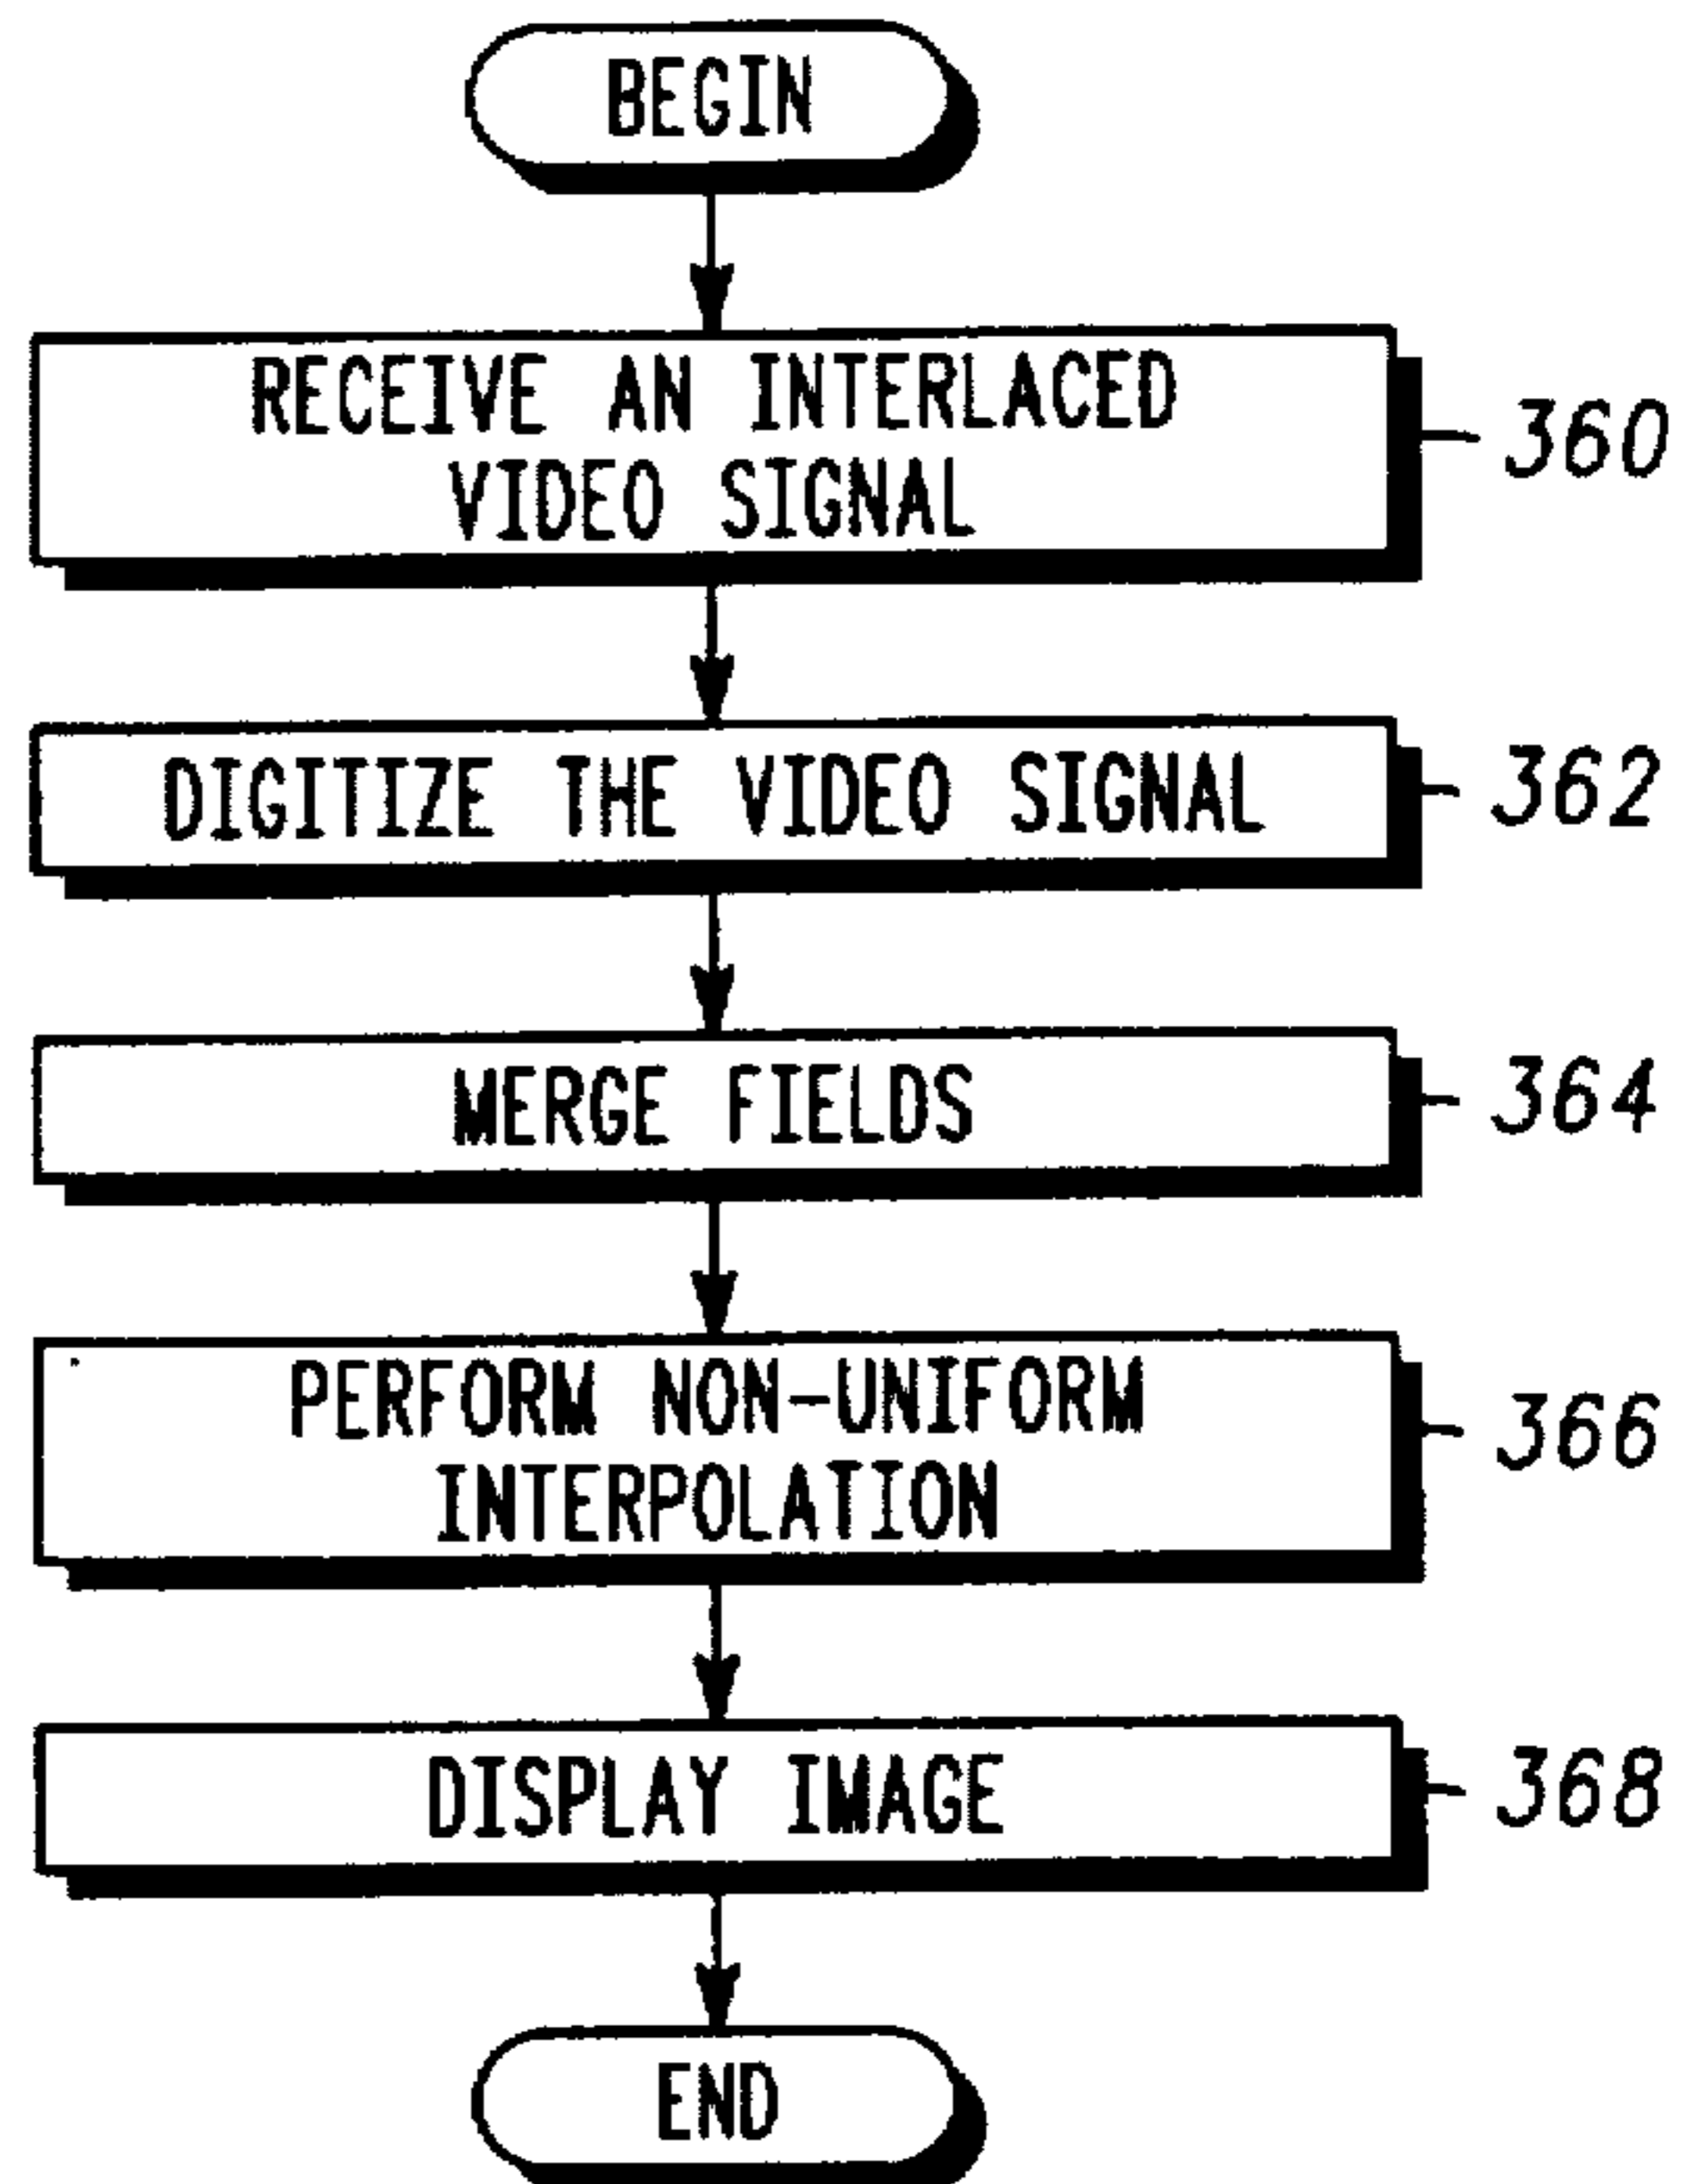 BEGIN
RECEIVE AN INTERLACED
VIDEO SIGNAL
360
DIGITIZE THE VIDEO SIGNAL
362
MERGE FIELDS
364
PERFORM NON-UNIFORM
INTERPOLATION
366
DISPLAY IMAGE
368
END